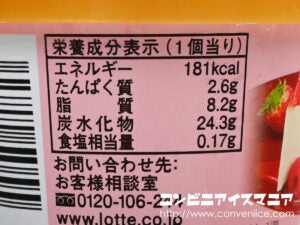 栄養成分表示(1個当り)
エネルギー 181kcal
たんぱく質 2.6g
脂質 8.2g
炭水化物 24.3g
食塩相当量 0.17g
お問い合わせ先:
お客様相談室
0120-106-224
www.lotte.co.jp
コンビニアイスマニア
www.conveniice.com